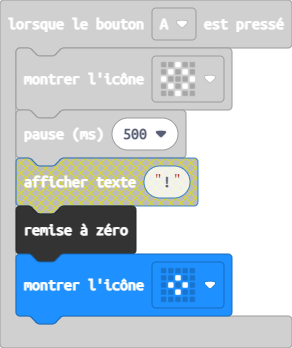 lorsque le bouton A est pressé
montrer l'icône
pause (ms) 500
afficher texte "!"
remise à zéro
montrer l'icône